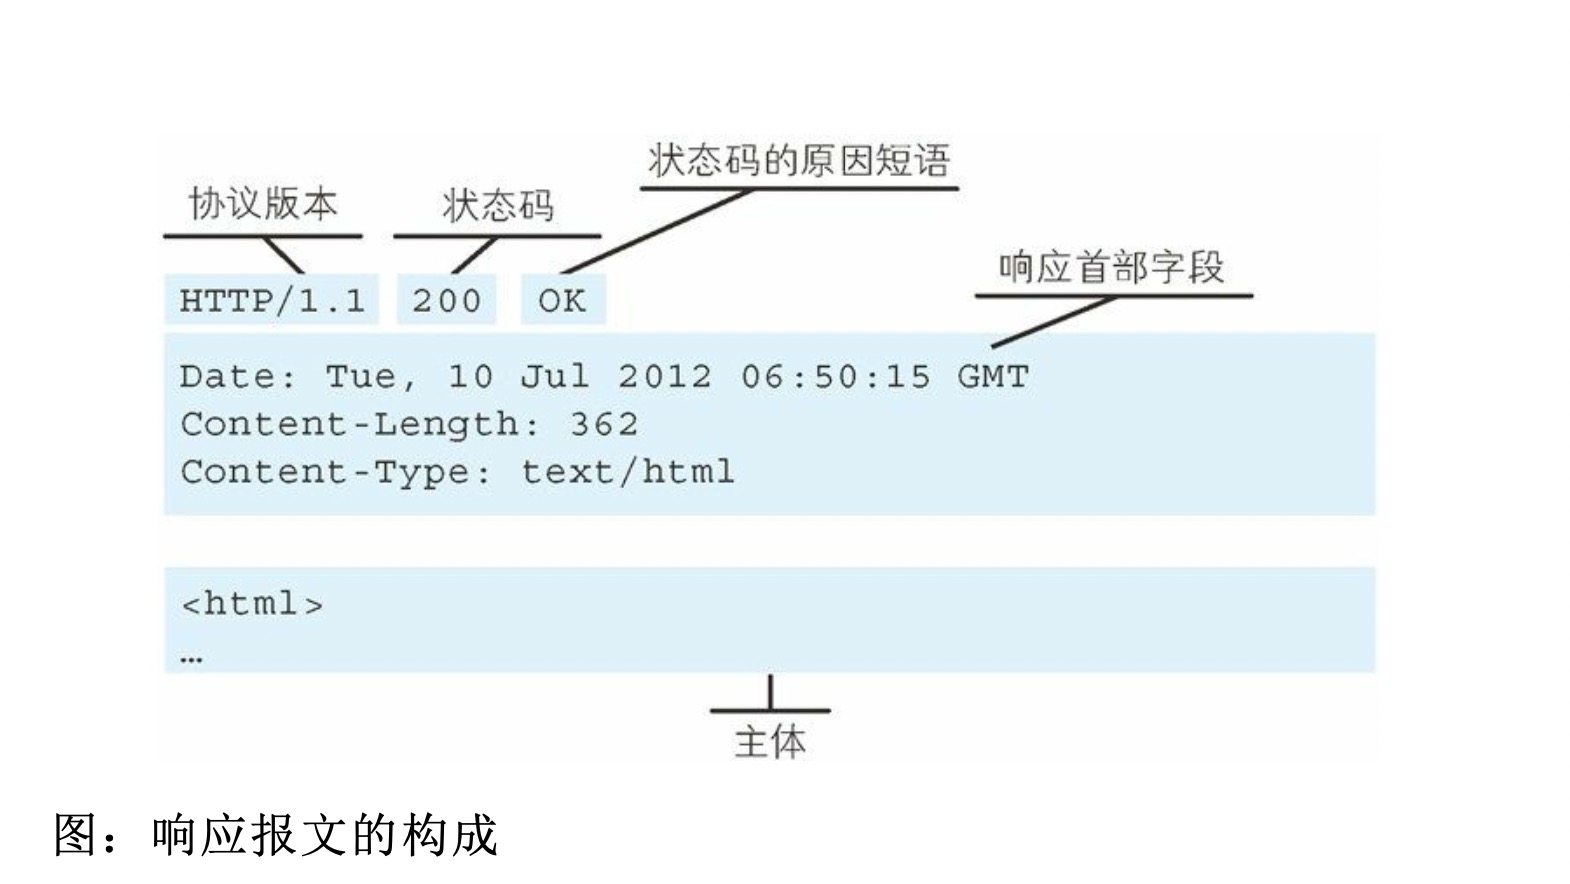 状态码的原因短语
协议版本 状态码
响应首部字段
HTTP/1.1 200 OK
Date: Tue, 10 Jul 2012 06:50:15 GMT
Content-Length: 362
Content-Type: text/html
<html>
…
主体
图：响应报文的构成